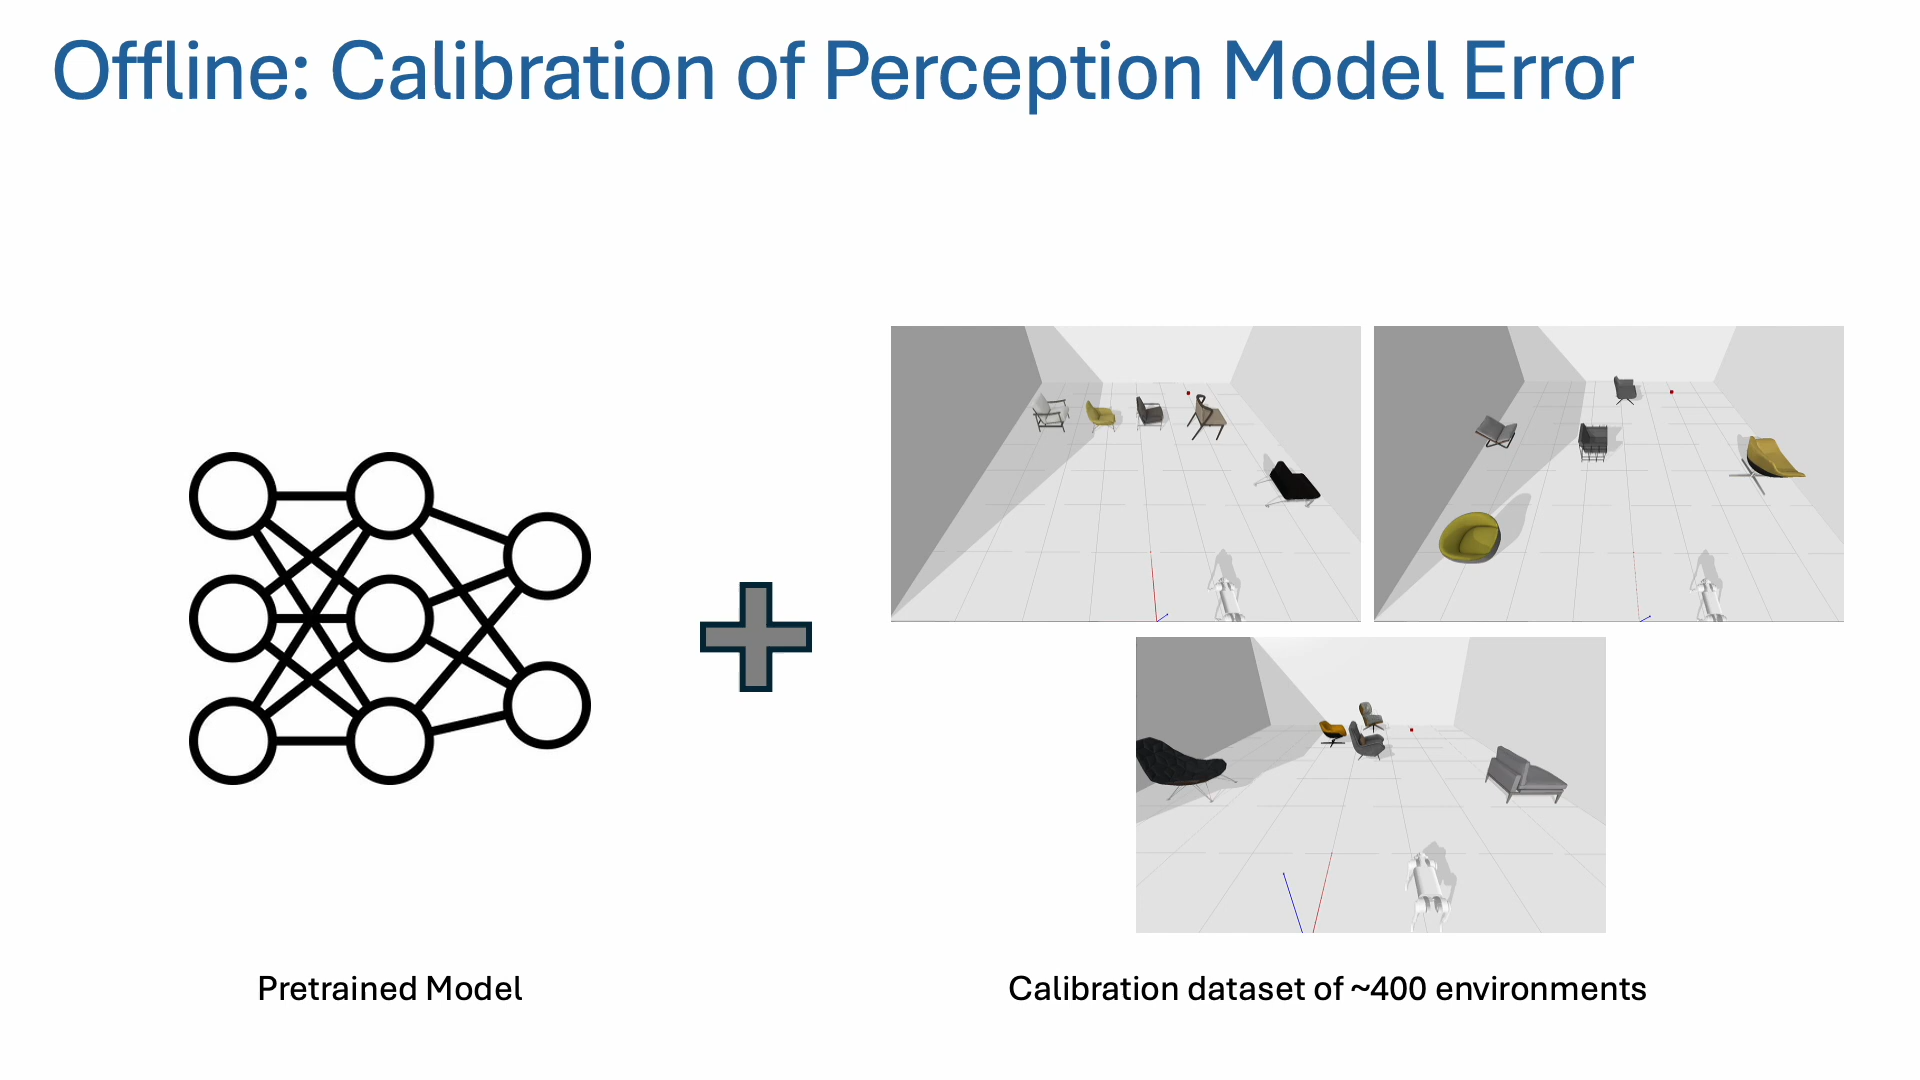 Offline: Calibration of Perception Model Error
Pretrained Model
Calibration dataset of ~400 environments